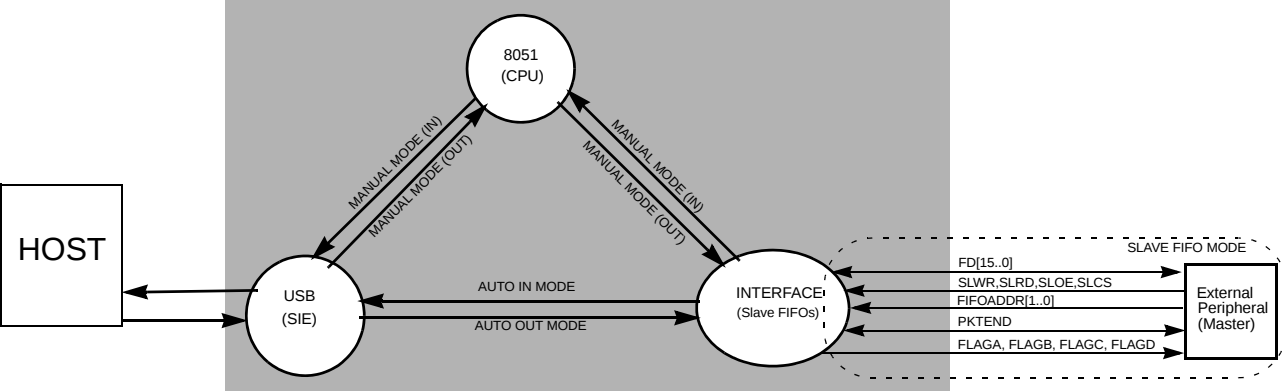 8051
(CPU)
MANUAL MODE (IN)
MANUAL MODE (OUT)
MANUAL MODE (IN)
MANUAL MODE (OUT)
HOST
USB
(SIE)
AUTO IN MODE
AUTO OUT MODE
INTERFACE
(Slave FIFOs)
SLAVE FIFO MODE
FD[15..0]
SLWR,SLRD,SLOE,SLCS
FIFOADDR[1..0]
PKTEND
FLAGA, FLAGB, FLAGC, FLAGD
External
Peripheral
(Master)